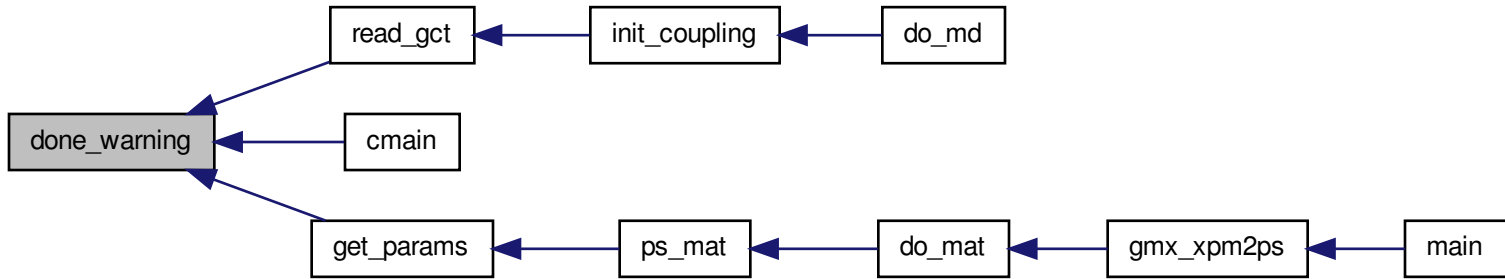 read_gct
init_coupling
do_md
done_warning
cmain
get_params
ps_mat
do_mat
gmx_xpm2ps
main